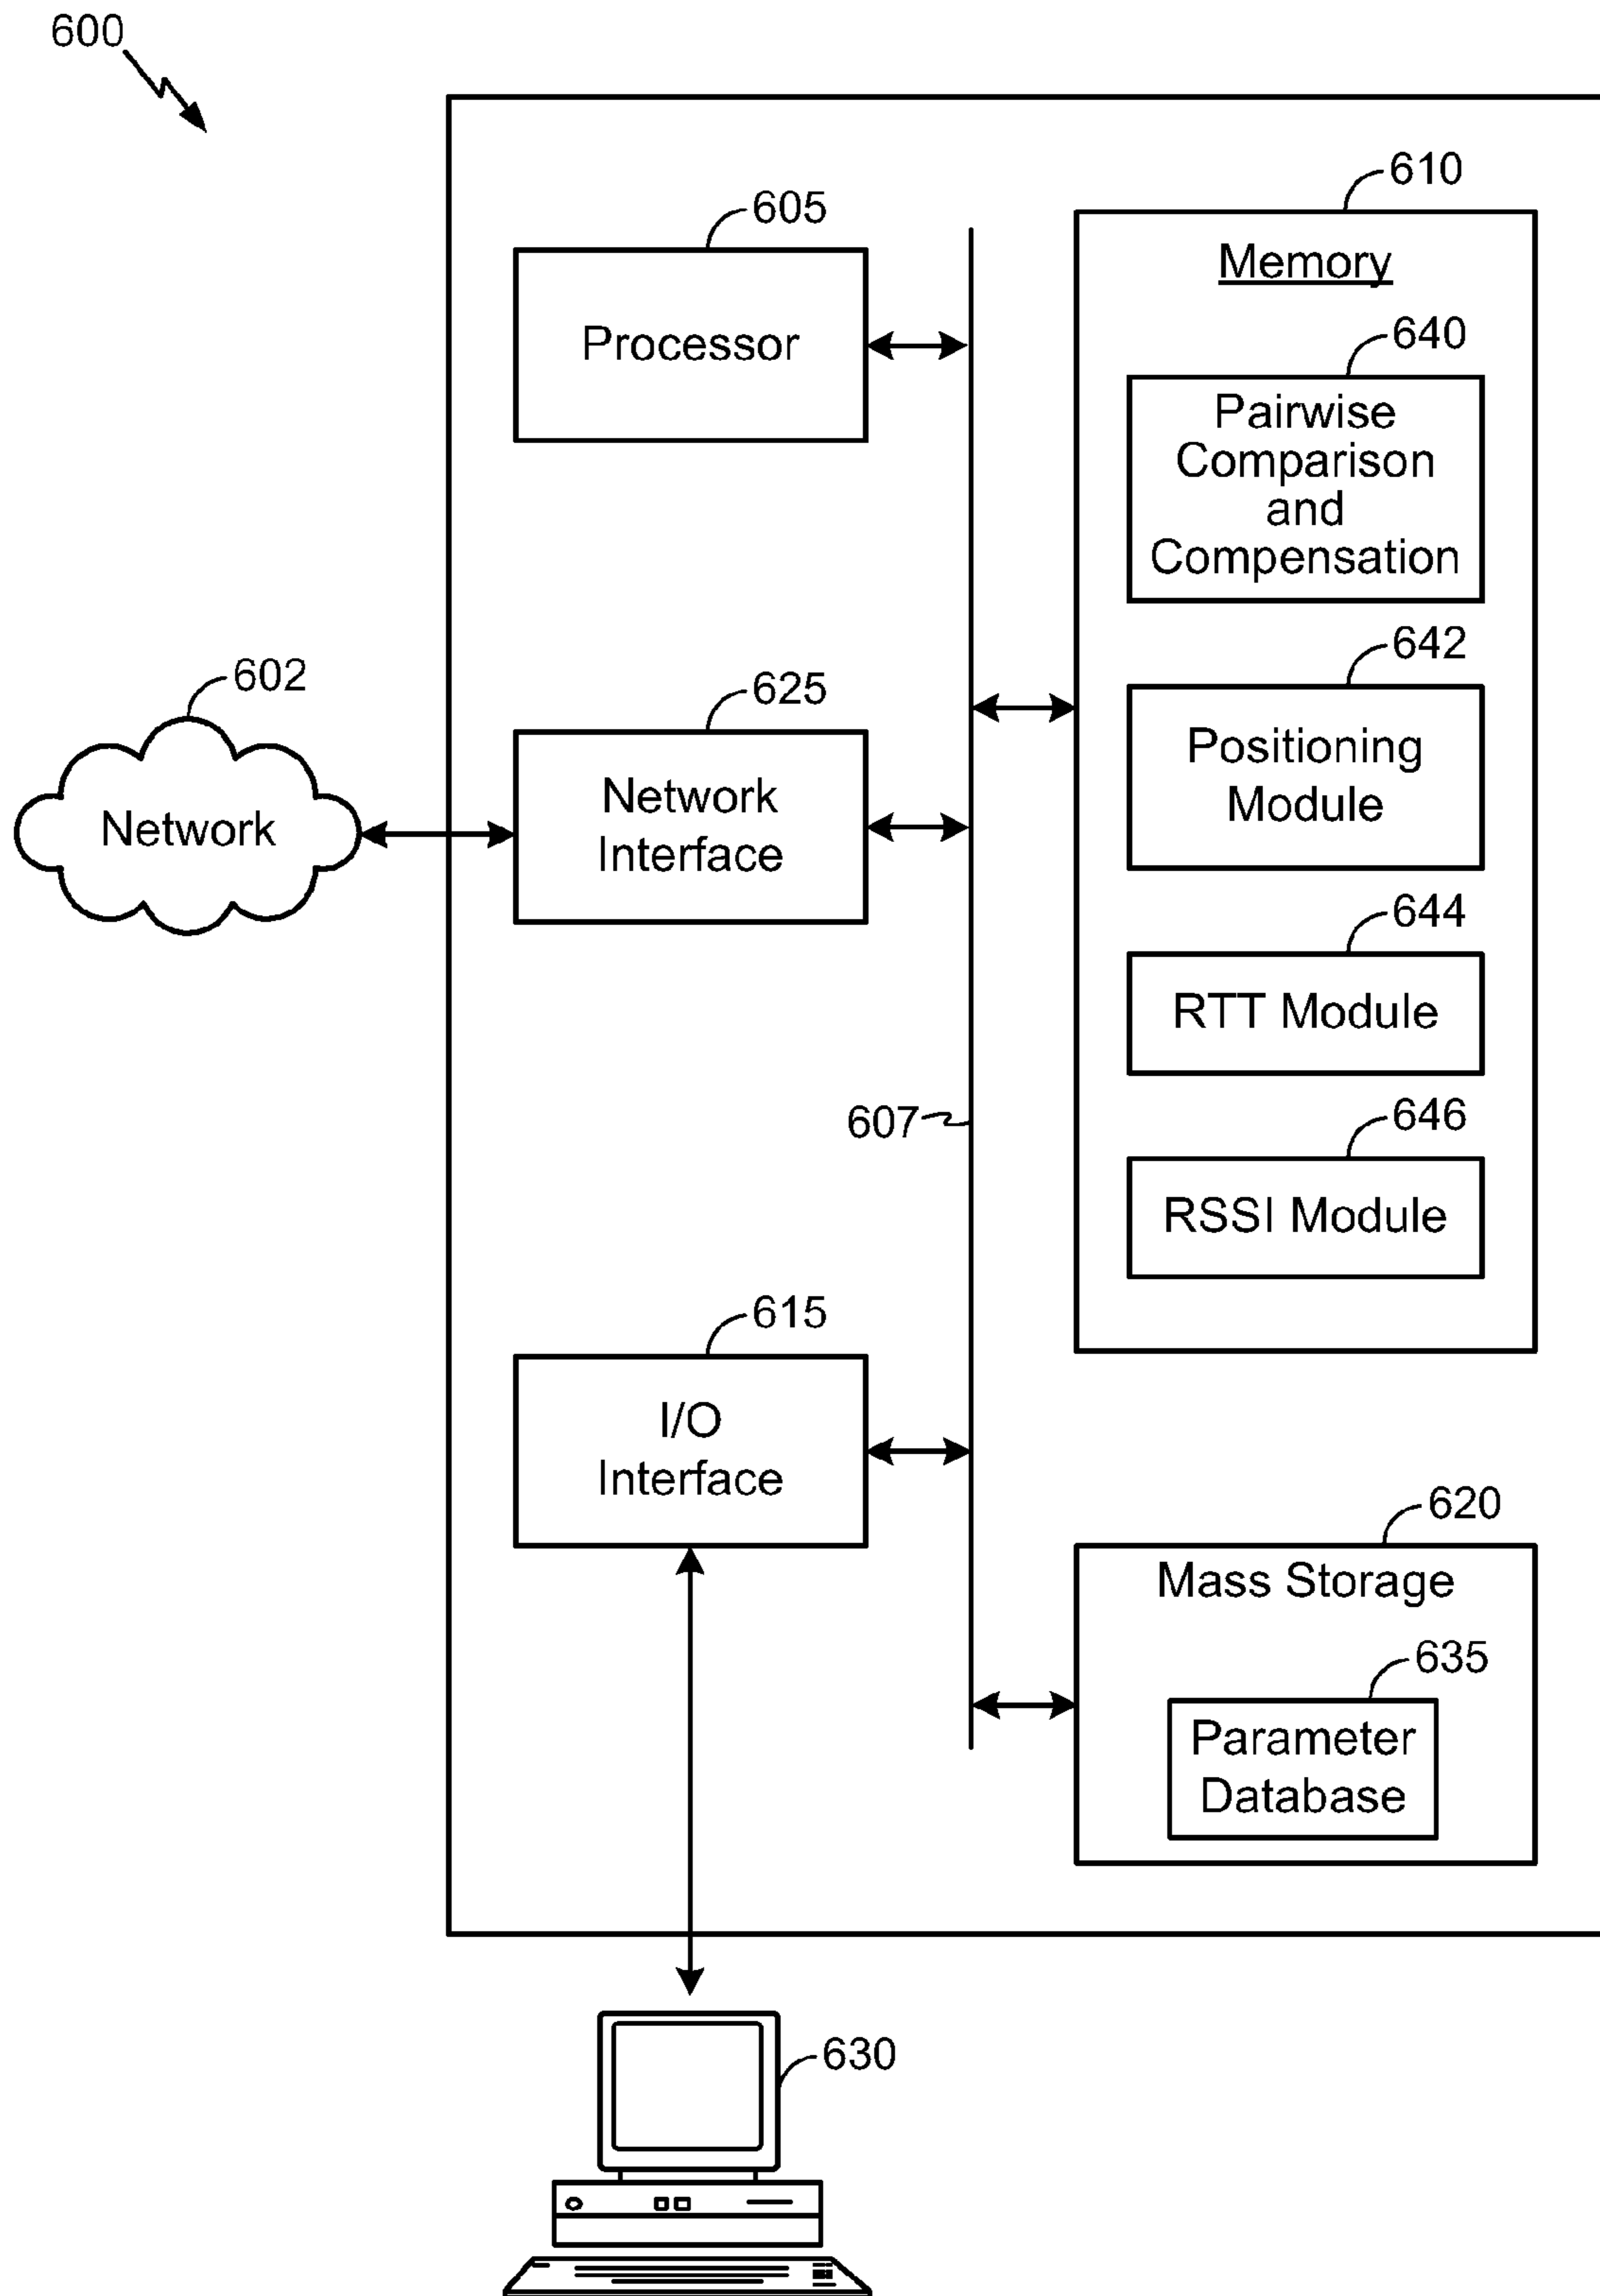 600
610
605
Memory
Processor
640
Pairwise
Comparison
and
Compensation
642
602
625
Positioning
Module
Network
Network
Interface
644
RTT Module
607
646
RSSI Module
615
I/O
Interface
620
Mass Storage
635
Parameter
Database
630